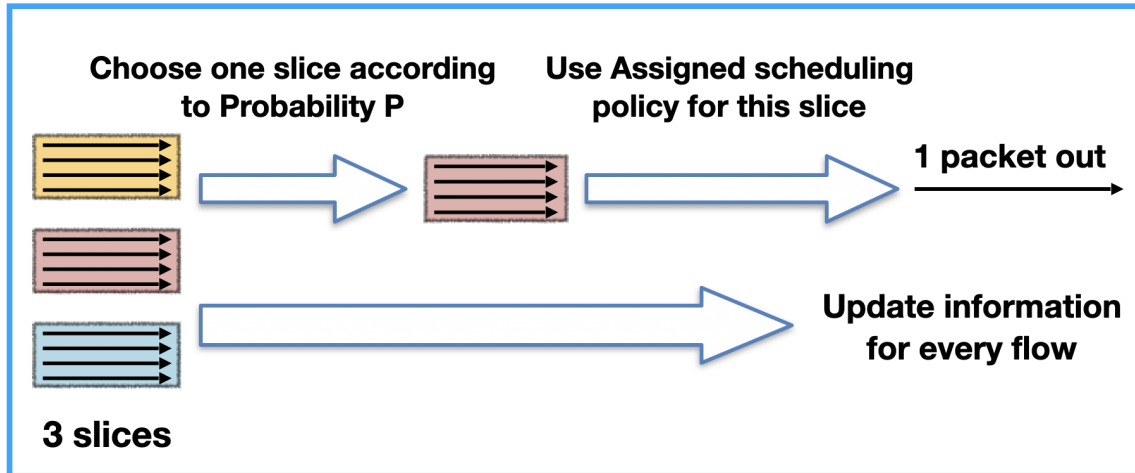 Choose one slice according
to Probability P
Use Assigned scheduling
policy for this slice
1 packet out
Update information
for every flow
3 slices